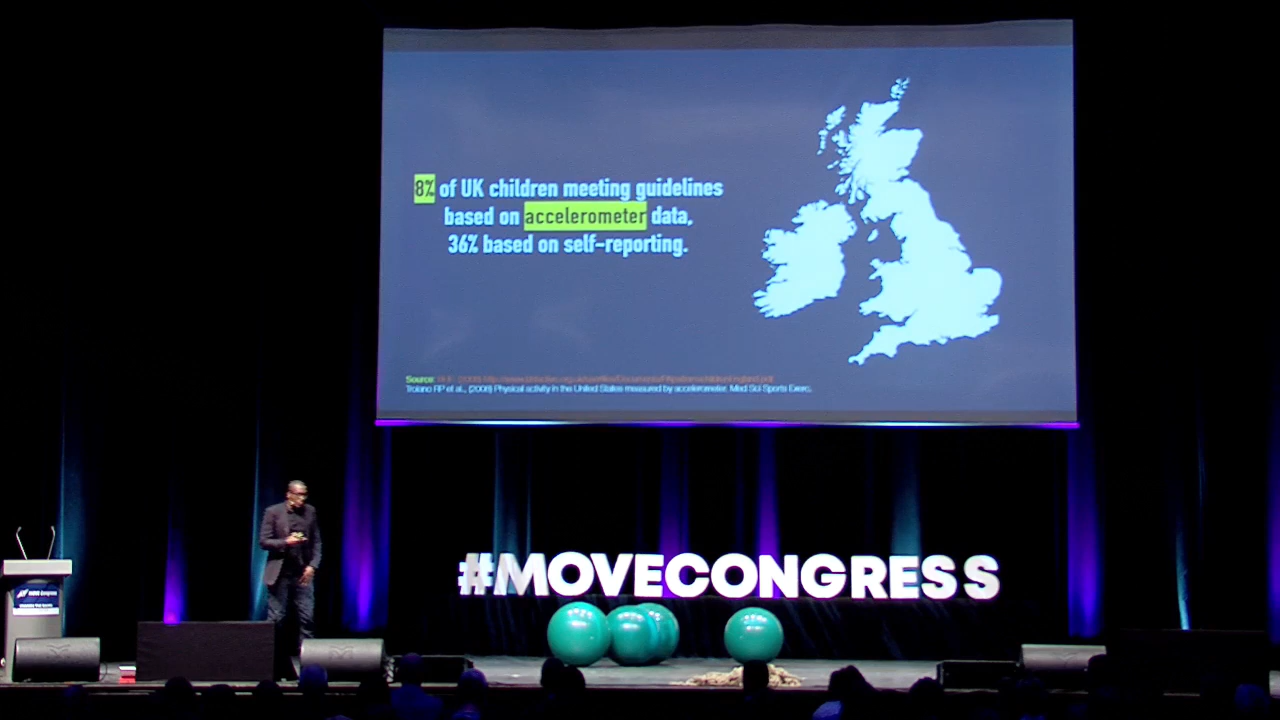 8% of UK children meeting guidelines
based on accelerometer data,
36% based on self-reporting.
Source:
Troiano RP et al., (2008) Physical activity in the United States measured by accelerometer. Med Sci Sports Exerc.
#MOVECONGRESS